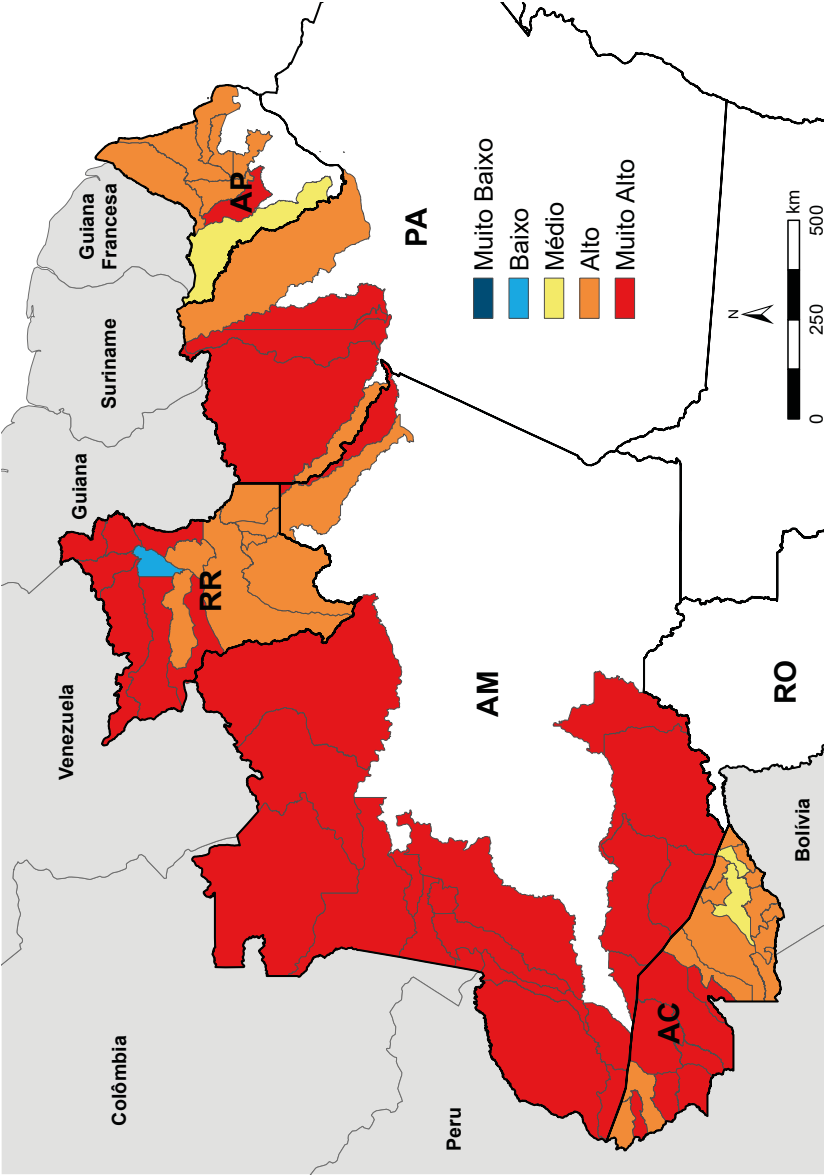 Guiana
Francesa
Suriname
Guiana
Venezuela
Colômbia
Peru
Bolívia
AP
PA
RR
AM
AC
RO
Muito Baixo
Baixo
Médio
Alto
Muito Alto
N
km
0 250 500